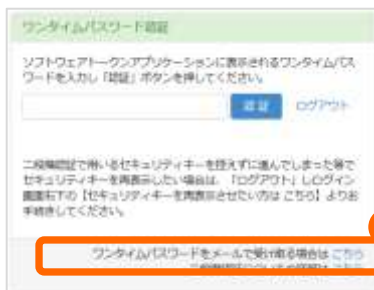 ワンタイムパスワード認証
ソフトウェアトークンアプリケーションに表示されるワンタイムパス
ワードを入力し「認証」ボタンを押してください。
認証 ログアウト
二段階認証で用いるセキュリティキーを控えずに進んでしまった等で
セキュリティキーを再表示したい場合は、「ログアウト」しログイン
画面右下の【セキュリティキーを再表示させたい方は こちら】よりお
手続きしてください。
ワンタイムパスワードをメールで受け取る場合は こちら